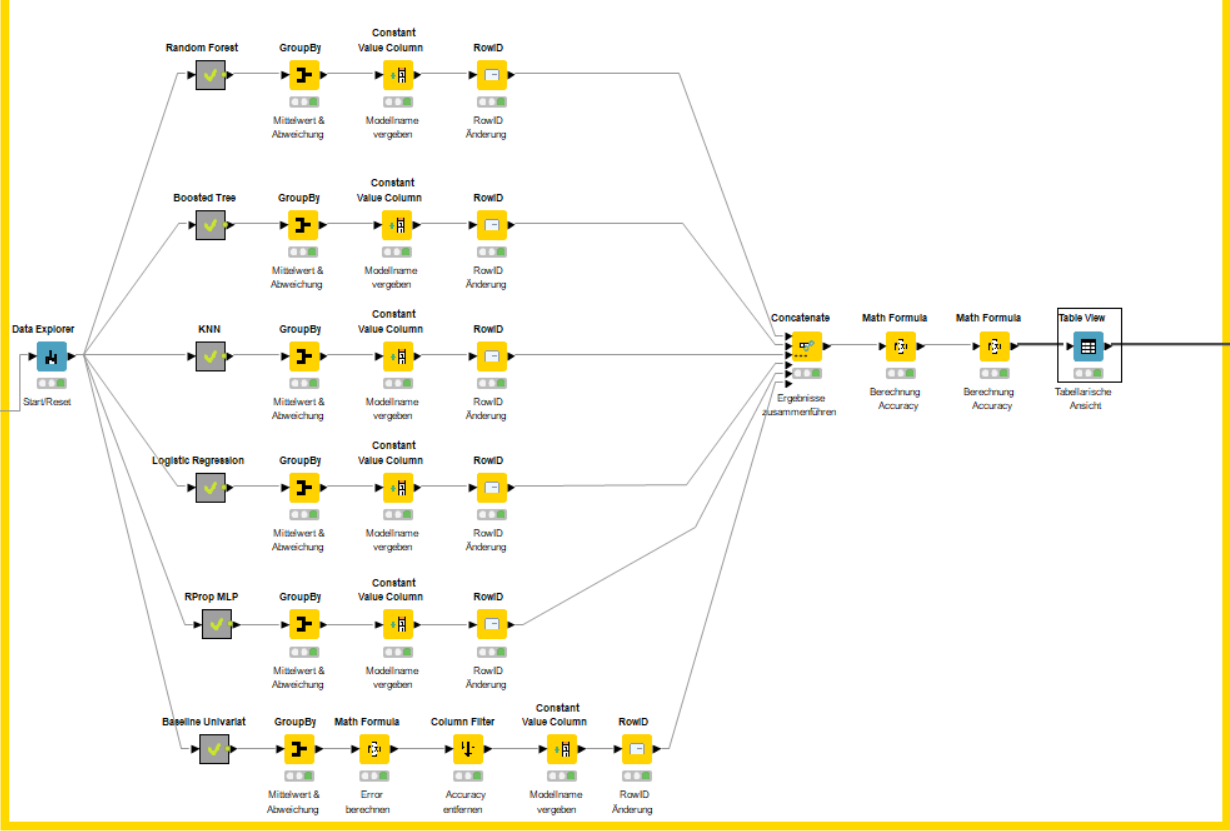 Random Forest
GroupBy
Constant
Value Column
RowID
Mittelwert &
Abweichung
Modellname
vergeben
RowID
Änderung
Boosted Tree
GroupBy
Constant
Value Column
RowID
Mittelwert &
Abweichung
Modellname
vergeben
RowID
Änderung
Data Explorer
Start/Reset
KNN
GroupBy
Constant
Value Column
RowID
Mittelwert &
Abweichung
Modellname
vergeben
RowID
Änderung
Concatenate
Ergebnisse
zusammenführen
Math Formula
Berechnung
Accuracy
Math Formula
Berechnung
Accuracy
Table View
Tabellarische
Ansicht
Logistic Regression
GroupBy
Constant
Value Column
RowID
Mittelwert &
Abweichung
Modellname
vergeben
RowID
Änderung
RProp MLP
GroupBy
Constant
Value Column
RowID
Mittelwert &
Abweichung
Modellname
vergeben
RowID
Änderung
Baseline Univariat
GroupBy
Math Formula
Column Filter
Constant
Value Column
RowID
Mittelwert &
Abweichung
Error
berechnen
Accuracy
entfernen
Modellname
vergeben
RowID
Änderung